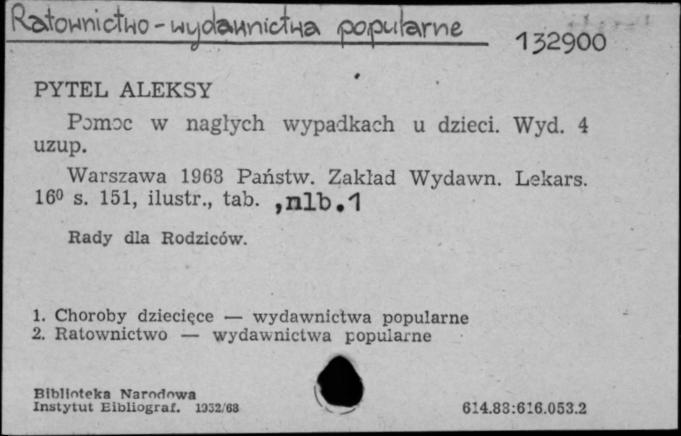 Ratownictwo - wydawnictwa popularne
132900
PYTEL ALEKSY
Pomoc w nagłych wypadkach u dzieci. Wyd. 4
uzup.
Warszawa 1968 Państw. Zakład Wydawn. Lekars.
16⁰ s. 151, ilustr., tab. , nlb. 1
Rady dla Rodziców.
1. Choroby dziecięce — wydawnictwa popularne
2. Ratownictwo — wydawnictwa popularne
Biblioteka Narodowa
Instytut Bibliograf. 1932/68
614.88:616.053.2